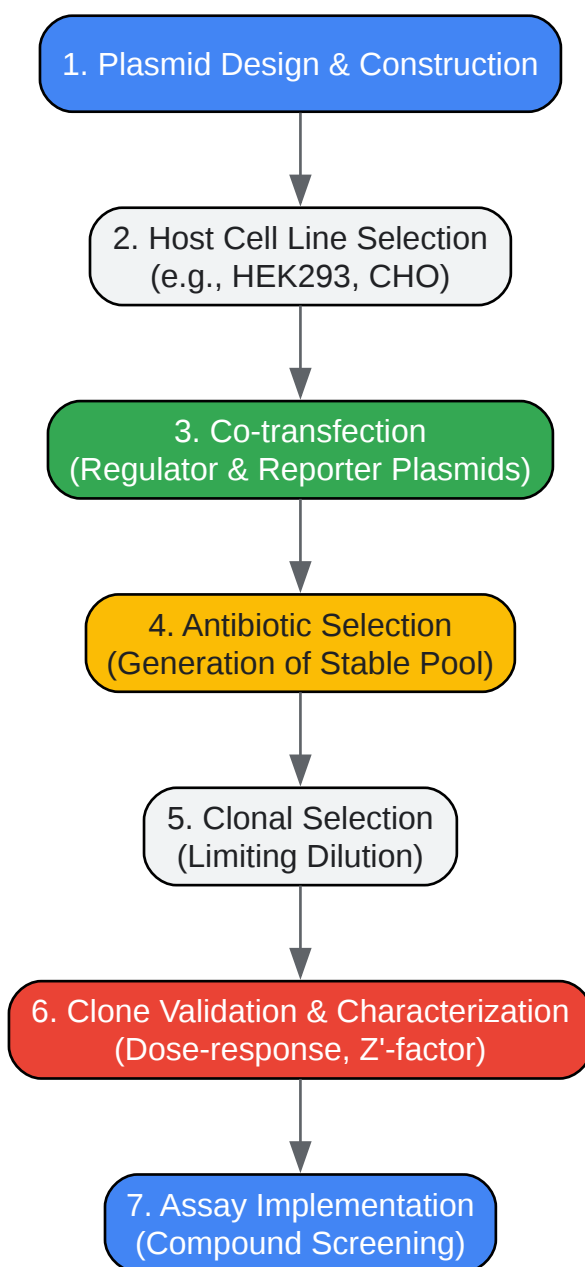 1. Plasmid Design & Construction
2. Host Cell Line Selection
(e.g., HEK293, CHO)
3. Co-transfection
(Regulator & Reporter Plasmids)
4. Antibiotic Selection
(Generation of Stable Pool)
5. Clonal Selection
(Limiting Dilution)
6. Clone Validation & Characterization
(Dose-response, Z'-factor)
7. Assay Implementation
(Compound Screening)